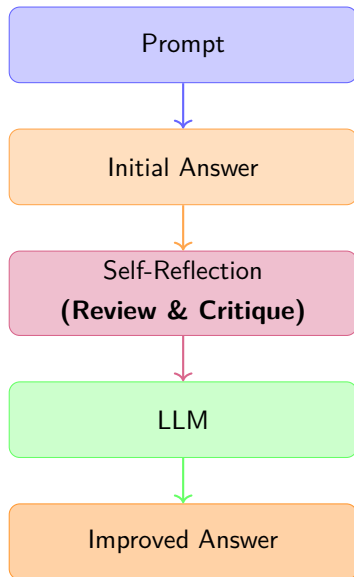 Prompt
Initial Answer
Self-Reflection
(Review & Critique)
LLM
Improved Answer